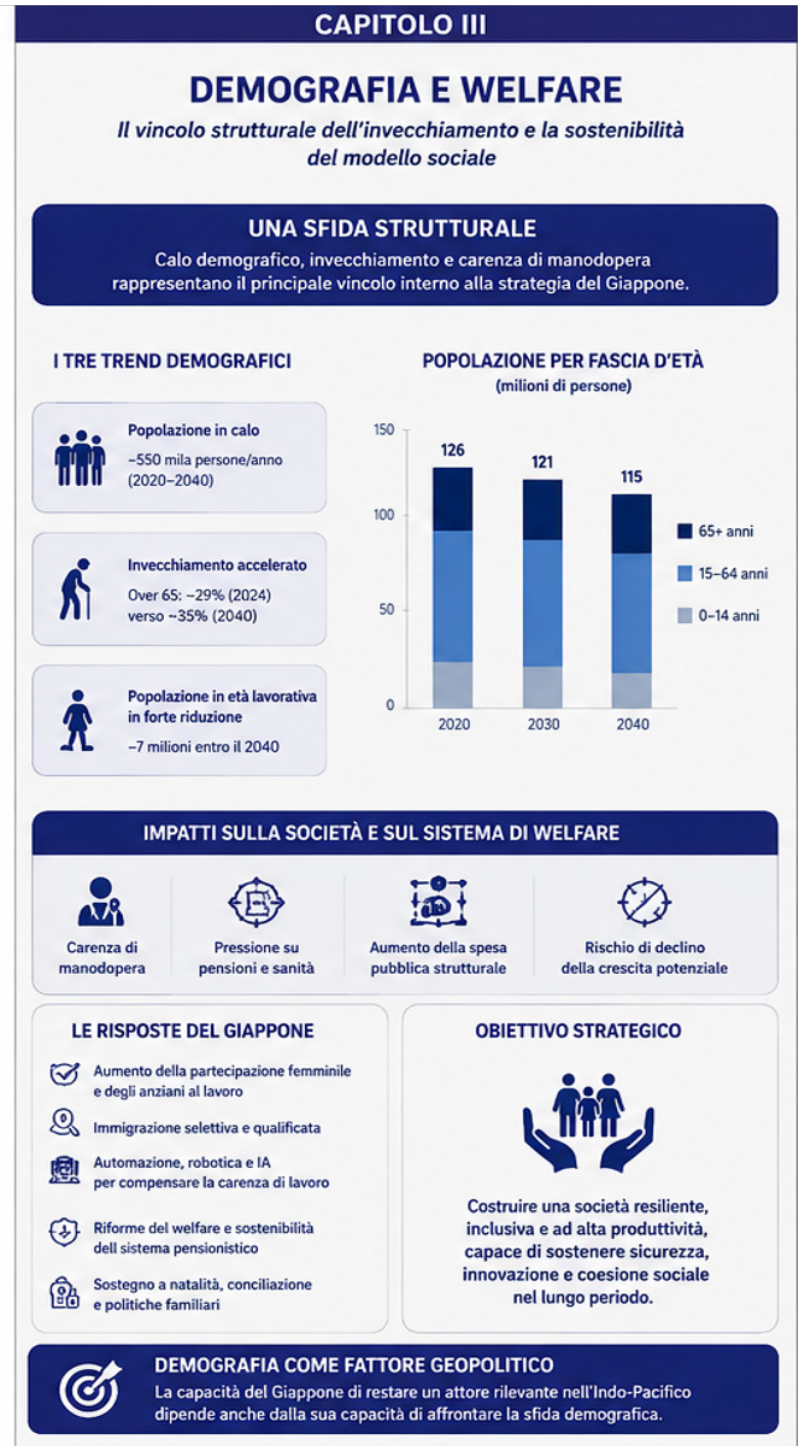 CAPITOLO III
DEMOGRAFIA E WELFARE
Il vincolo strutturale dell'invecchiamento e la sostenibilità
del modello sociale
UNA SFIDA STRUTTURALE
Calo demografico, invecchiamento e carenza di manodopera
rappresentano il principale vincolo interno alla strategia del Giappone.
I TRE TREND DEMOGRAFICI
Popolazione in calo
~550 mila persone/anno
(2020–2040)
Invecchiamento accelerato
Over 65: ~29% (2024)
verso ~35% (2040)
Popolazione in età lavorativa
in forte riduzione
–7 milioni entro il 2040
POPOLAZIONE PER FASCIA D'ETÀ
(milioni di persone)
150
100
50
0
126
121
115
2020
2030
2040
65+ anni
15–64 anni
0–14 anni
IMPATTI SULLA SOCIETÀ E SUL SISTEMA DI WELFARE
Carenza di
manodopera
Pressione su
pensioni e sanità
Aumento della spesa
pubblica strutturale
Rischio di declino
della crescita potenziale
LE RISPOSTE DEL GIAPPONE
Aumento della partecipazione femminile
e degli anziani al lavoro
Immigrazione selettiva e qualificata
Automazione, robotica e IA
per compensare la carenza di lavoro
Riforme del welfare e sostenibilità
dell sistema pensionistico
Sostegno a natalità, conciliazione
e politiche familiari
OBIETTIVO STRATEGICO
Costruire una società resiliente,
inclusiva e ad alta produttività,
capace di sostenere sicurezza,
innovazione e coesione sociale
nel lungo periodo.
DEMOGRAFIA COME FATTORE GEOPOLITICO
La capacità del Giappone di restare un attore rilevante nell'Indo-Pacifico
dipende anche dalla sua capacità di affrontare la sfida demografica.